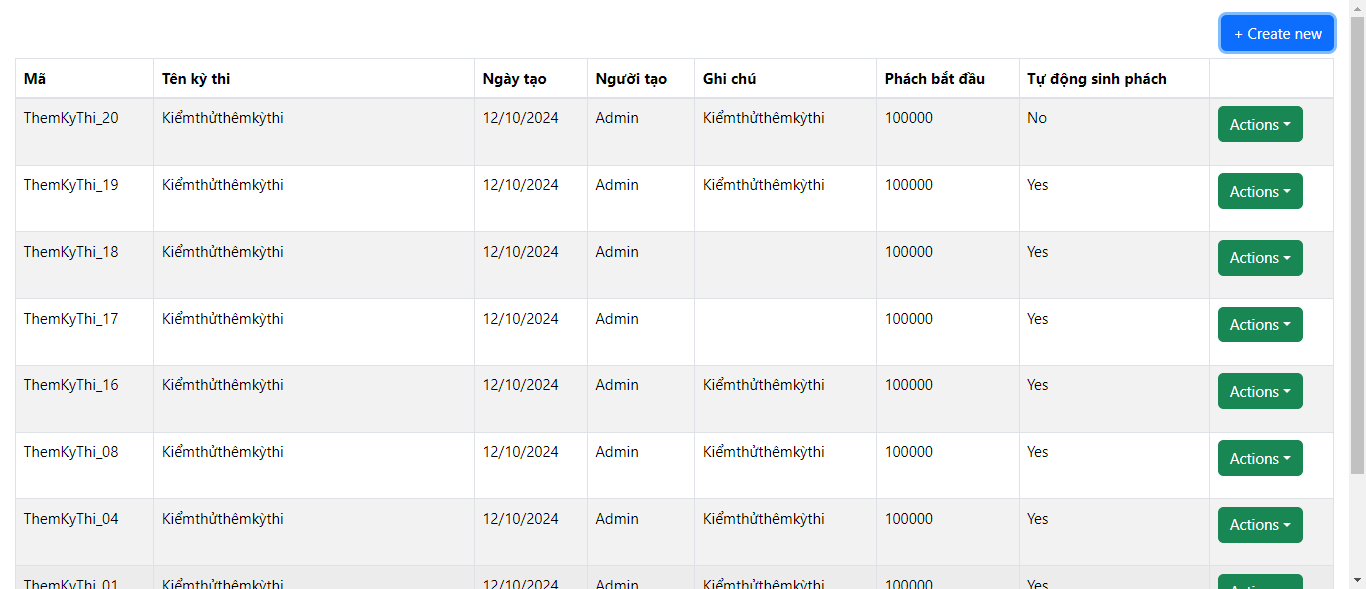 + Create new
Mã Tên kỳ thi Ngày tạo Người tạo Ghi chú Phách bắt đầu Tự động sinh phách
ThemKyThi_20 Kiểmthửthêmkỳthi 12/10/2024 Admin Kiểmthửthêmkỳthi 100000 No Actions
ThemKyThi_19 Kiểmthửthêmkỳthi 12/10/2024 Admin Kiểmthửthêmkỳthi 100000 Yes Actions
ThemKyThi_18 Kiểmthửthêmkỳthi 12/10/2024 Admin 100000 Yes Actions
ThemKyThi_17 Kiểmthửthêmkỳthi 12/10/2024 Admin 100000 Yes Actions
ThemKyThi_16 Kiểmthửthêmkỳthi 12/10/2024 Admin Kiểmthửthêmkỳthi 100000 Yes Actions
ThemKyThi_08 Kiểmthửthêmkỳthi 12/10/2024 Admin Kiểmthửthêmkỳthi 100000 Yes Actions
ThemKyThi_04 Kiểmthửthêmkỳthi 12/10/2024 Admin Kiểmthửthêmkỳthi 100000 Yes Actions
ThemKyThi_01 Kiểmthửthêmkỳthi 12/10/2024 Admin Kiểmthửthêmkỳthi 100000 Yes Actions